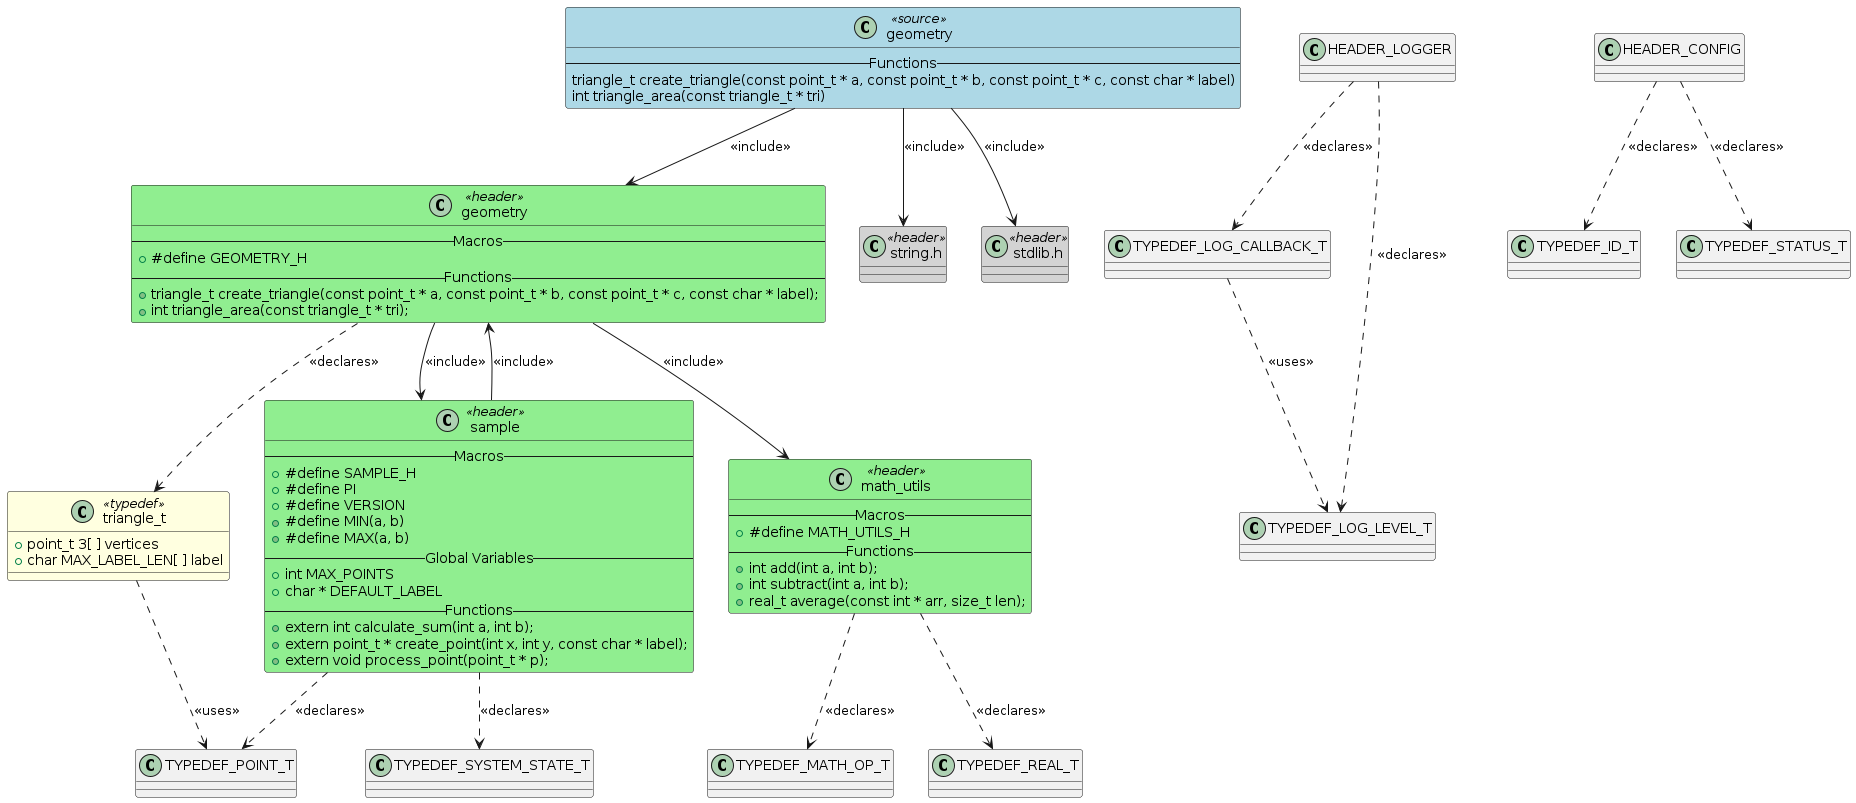 C «source»
geometry
Functions
triangle_t create_triangle(const point_t * a, const point_t * b, const point_t * c, const char * label)
int triangle_area(const triangle_t * tri)
C HEADER_LOGGER
C HEADER_CONFIG
«include»
«include»
«include»
«declares»
«declares»
«declares»
C «header»
geometry
Macros
#define GEOMETRY_H
Functions
triangle_t create_triangle(const point_t * a, const point_t * b, const point_t * c, const char * label);
int triangle_area(const triangle_t * tri);
C «header»
string.h
C «header»
stdlib.h
C TYPEDEF_LOG_CALLBACK_T
«declares»
C TYPEDEF_ID_T
C TYPEDEF_STATUS_T
«declares»
«include»
«include»
«include»
«uses»
C «header»
sample
Macros
#define SAMPLE_H
#define PI
#define VERSION
#define MIN(a, b)
#define MAX(a, b)
Global Variables
int MAX_POINTS
char * DEFAULT_LABEL
Functions
extern int calculate_sum(int a, int b);
extern point_t * create_point(int x, int y, const char * label);
extern void process_point(point_t * p);
C «header»
math_utils
Macros
#define MATH_UTILS_H
Functions
int add(int a, int b);
int subtract(int a, int b);
real_t average(const int * arr, size_t len);
C «typedef»
triangle_t
point_t 3[ ] vertices
char MAX_LABEL_LEN[ ] label
C TYPEDEF_LOG_LEVEL_T
«uses»
«declares»
«declares»
«declares»
«declares»
C TYPEDEF_POINT_T
C TYPEDEF_SYSTEM_STATE_T
C TYPEDEF_MATH_OP_T
C TYPEDEF_REAL_T